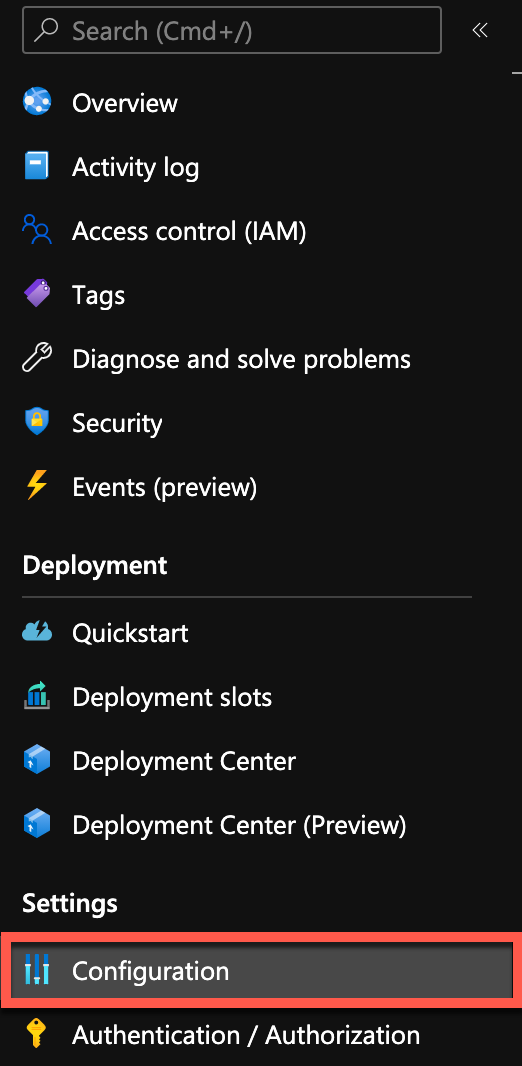 Search (Cmd+/)
Overview
Activity log
Access control (IAM)
Tags
Diagnose and solve problems
Security
Events (preview)
Deployment
Quickstart
Deployment slots
Deployment Center
Deployment Center (Preview)
Settings
Configuration
Authentication / Authorization